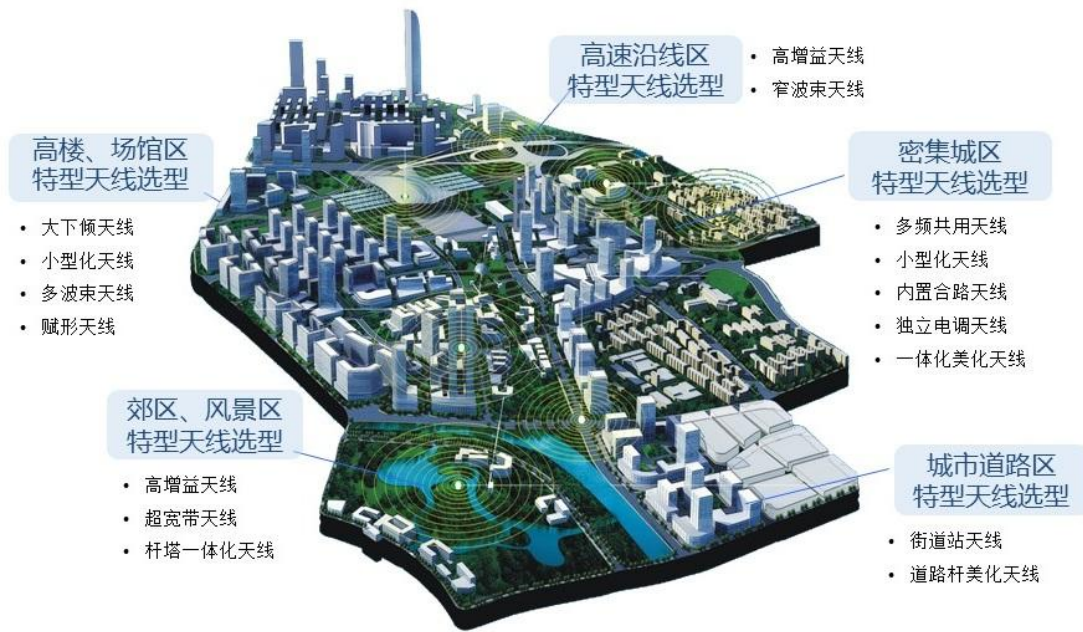 高速沿线区
特型天线选型
• 高增益天线
• 窄波束天线
高楼、场馆区
特型天线选型
• 大下倾天线
• 小型化天线
• 多波束天线
• 赋形天线
密集城区
特型天线选型
• 多频共用天线
• 小型化天线
• 内置合路天线
• 独立电调天线
• 一体化美化天线
郊区、风景区
特型天线选型
• 高增益天线
• 超宽带天线
• 杆塔一体化天线
城市道路区
特型天线选型
• 街道站天线
• 道路杆美化天线